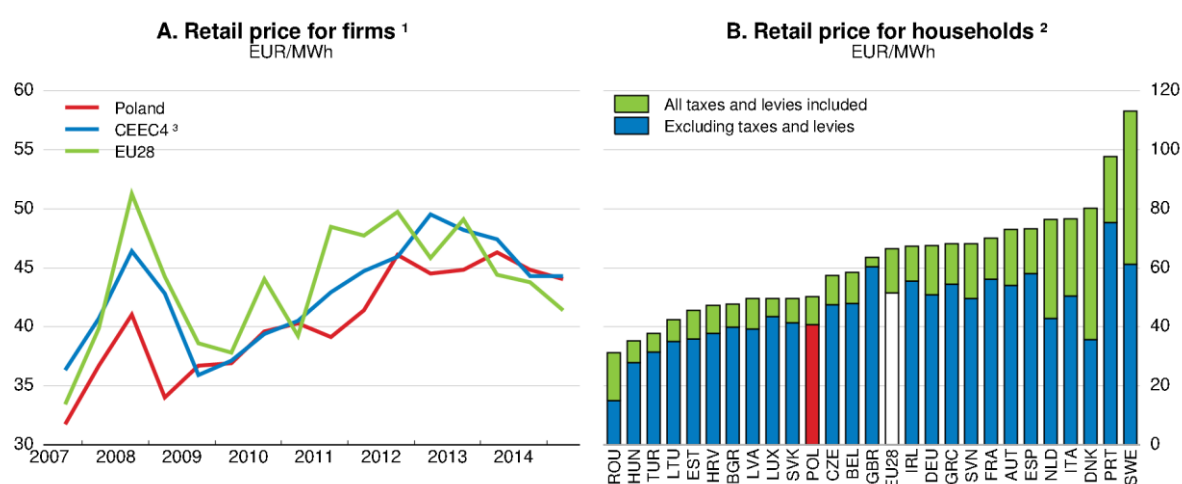 A. Retail price for firms ¹
EUR/MWh
60
55
50
45
40
35
30
Poland
CEEC4 ³
EU28
2007 2008 2009 2010 2011 2012 2013 2014
B. Retail price for households ²
EUR/MWh
All taxes and levies included
Excluding taxes and levies
120
100
80
60
40
20
0
ROU
HUN
TUR
LTU
EST
HRV
BGR
LVA
LUX
SVK
POL
CZE
BEL
GBR
EU28
IRL
DEU
GRC
SVN
FRA
AUT
ESP
NLD
ITA
DNK
PRT
SWE